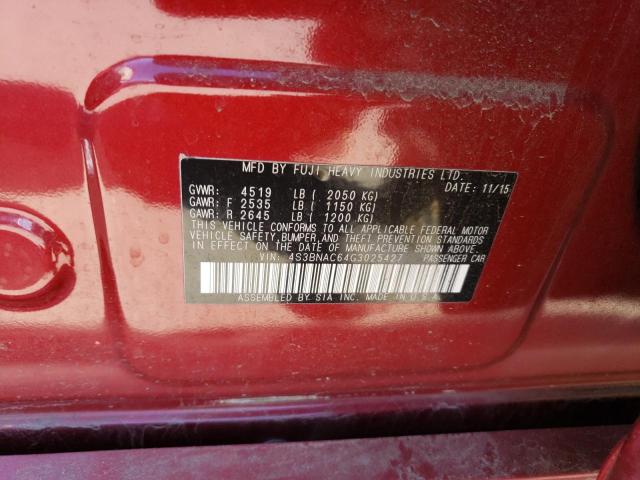 MFD BY FUJI HEAVY INDUSTRIES LTD.
DATE: 11/15
GVWR: 4519 LB ( 2050 KG)
GAWR: F 2535 LB ( 1150 KG)
GAWR: R 2645 LB ( 1200 KG)
THIS VEHICLE CONFORMS TO ALL APPLICABLE FEDERAL MOTOR
VEHICLE SAFETY, BUMPER, AND THEFT PREVENTION STANDARDS
IN EFFECT ON THE DATE OF MANUFACTURE SHOWN ABOVE.
VIN: 4S3BNAC64G3025427 PASSENGER CAR
ASSEMBLED BY SIA INC. MADE IN U.S.A.